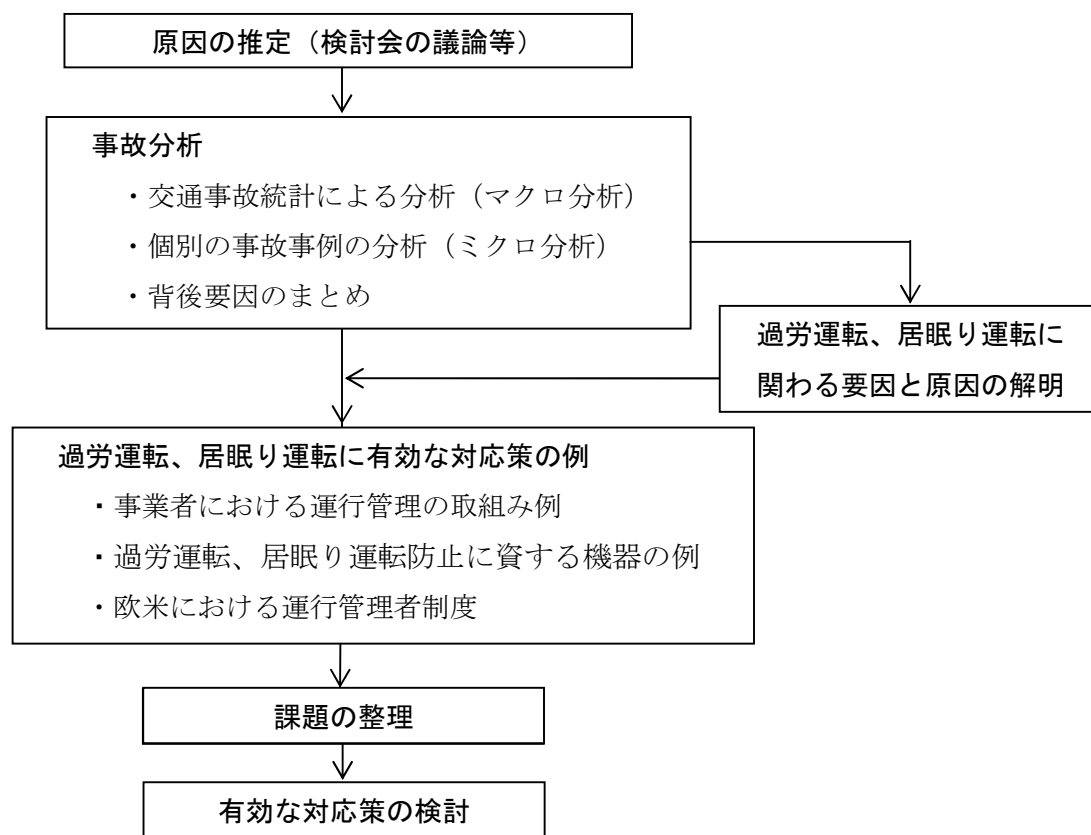 原因の推定（検討会の議論等）
事故分析
・交通事故統計による分析（マクロ分析）
・個別の事故事例の分析（ミクロ分析）
・背後要因のまとめ
過労運転、居眠り運転に
関わる要因と原因の解明
過労運転、居眠り運転に有効な対応策の例
・事業者における運行管理の取組み例
・過労運転、居眠り運転防止に資する機器の例
・欧米における運行管理者制度
課題の整理
有効な対応策の検討